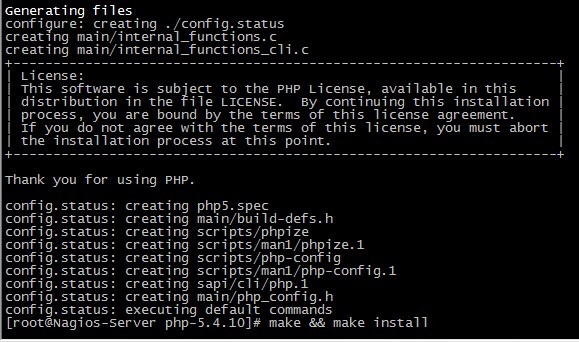 Generating files
configure: creating ./config.status
creating main/internal_functions.c
creating main/internal_functions_cli.c
+--------------------------------------------------------------------+
| License:                                                           |
| This software is subject to the PHP License, available in this     |
| distribution in the file LICENSE.  By continuing this installation |
| process, you are bound by the terms of this license agreement.     |
| If you do not agree with the terms of this license, you must abort |
| the installation process at this point.                            |
+--------------------------------------------------------------------+
Thank you for using PHP.
config.status: creating php5.spec
config.status: creating main/build-defs.h
config.status: creating scripts/phpize
config.status: creating scripts/man1/phpize.1
config.status: creating scripts/php-config
config.status: creating scripts/man1/php-config.1
config.status: creating sapi/cli/php.1
config.status: creating main/php_config.h
config.status: executing default commands
[root@Nagios-Server php-5.4.10]# make && make install